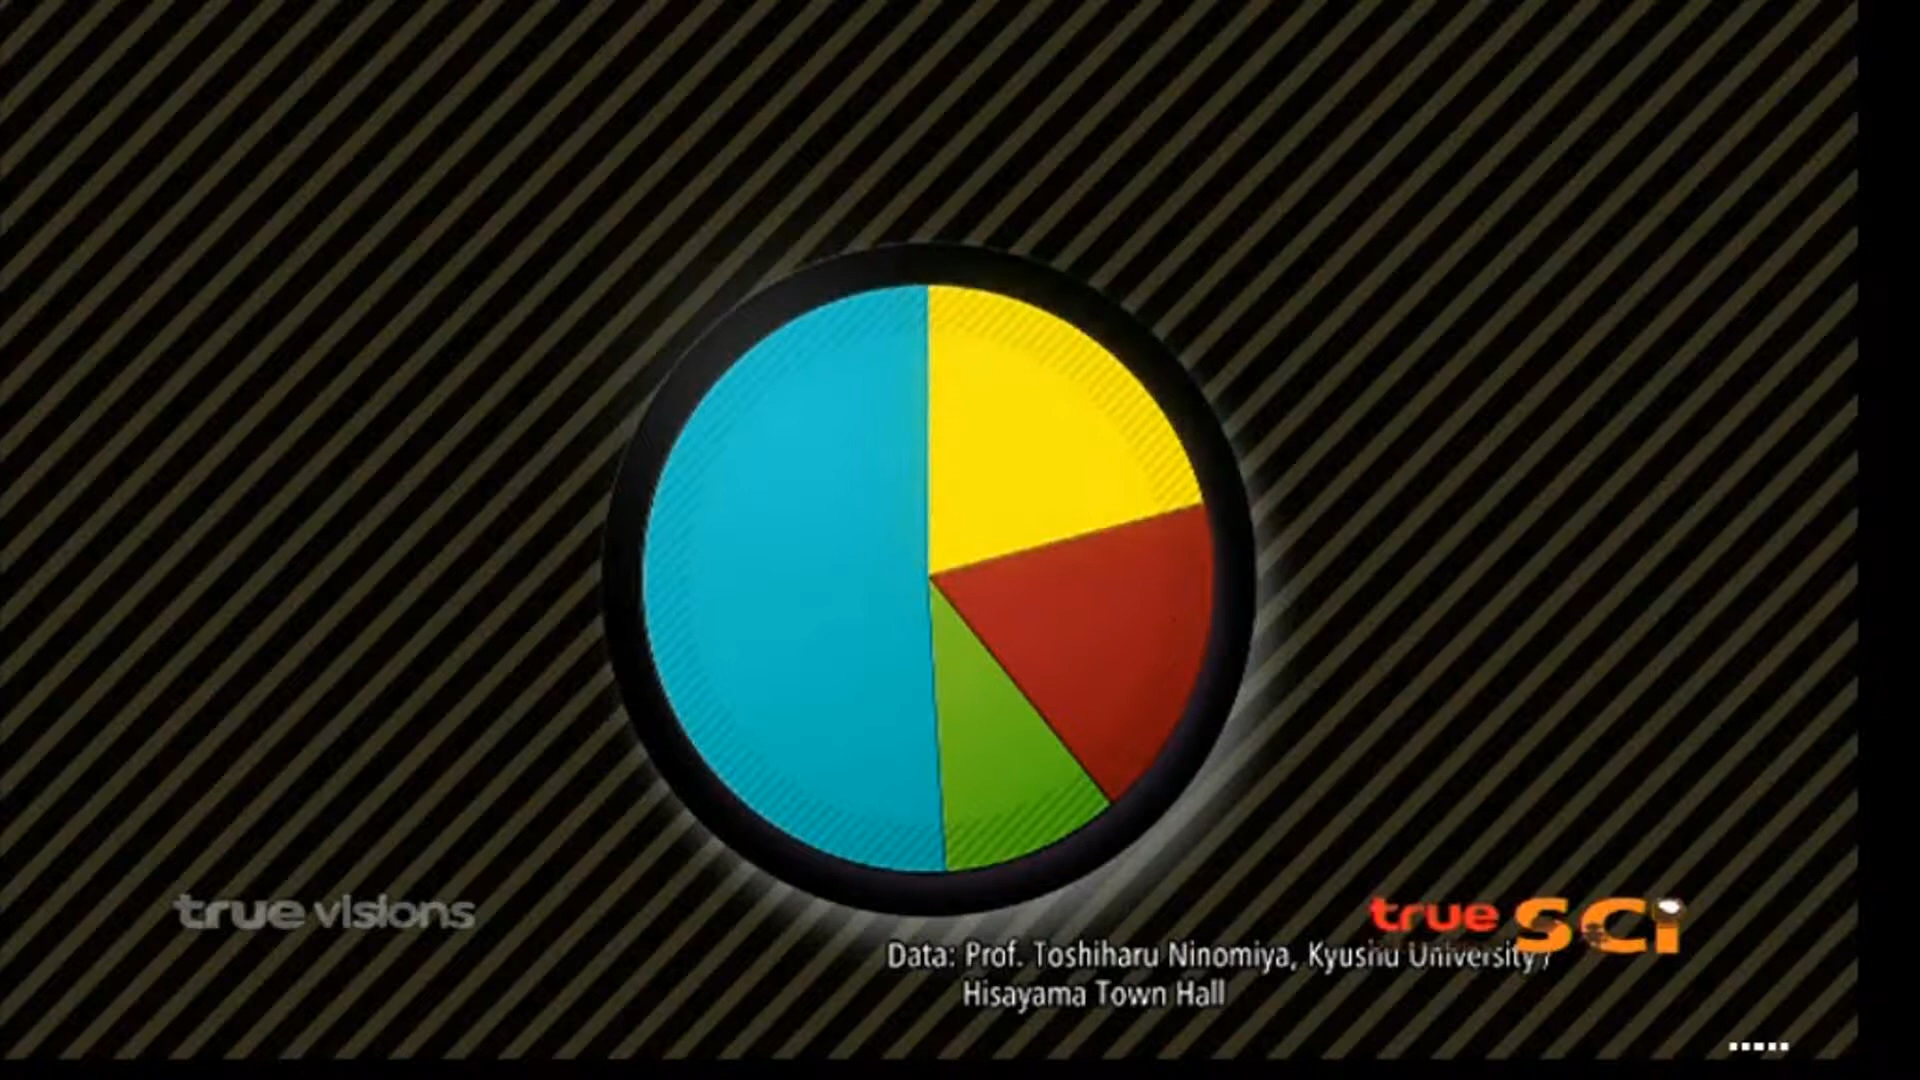 true visions
true sci
Data: Prof. Toshiharu Ninomiya, Kyushu University /
Hisayama Town Hall